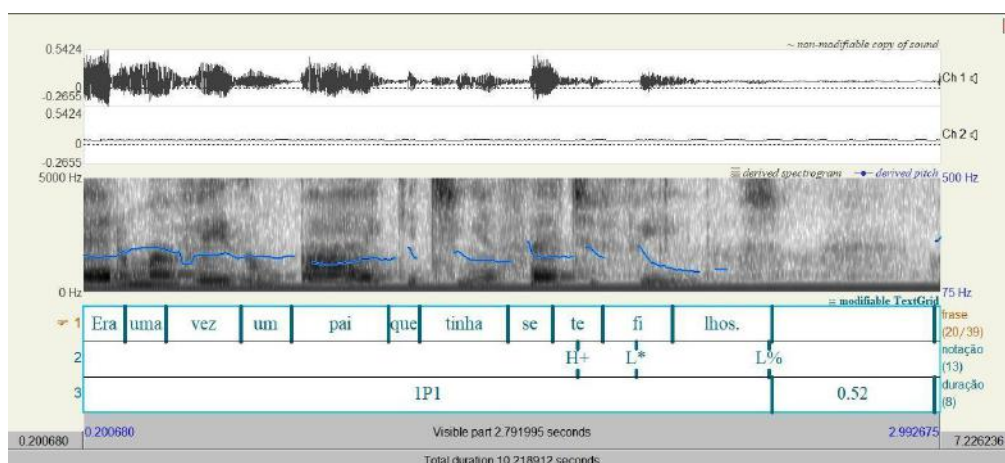 ~ non-modifiable copy of sound
0.5424
0
-0.2655
Ch 1
0.5424
0
-0.2655
Ch 2
derived spectrogram derived pitch
5000 Hz 500 Hz
0 Hz 75 Hz
modifiable TextGrid
1 Era uma vez um pai que tinha se te fi lhos. frase (20/39)
2 H+ L* L% notação (13)
3 1P1 0.52 duração (8)
0.200680 0.200680 Visible part 2.791995 seconds 2.992675 7.226236
Total duration 10.218912 seconds